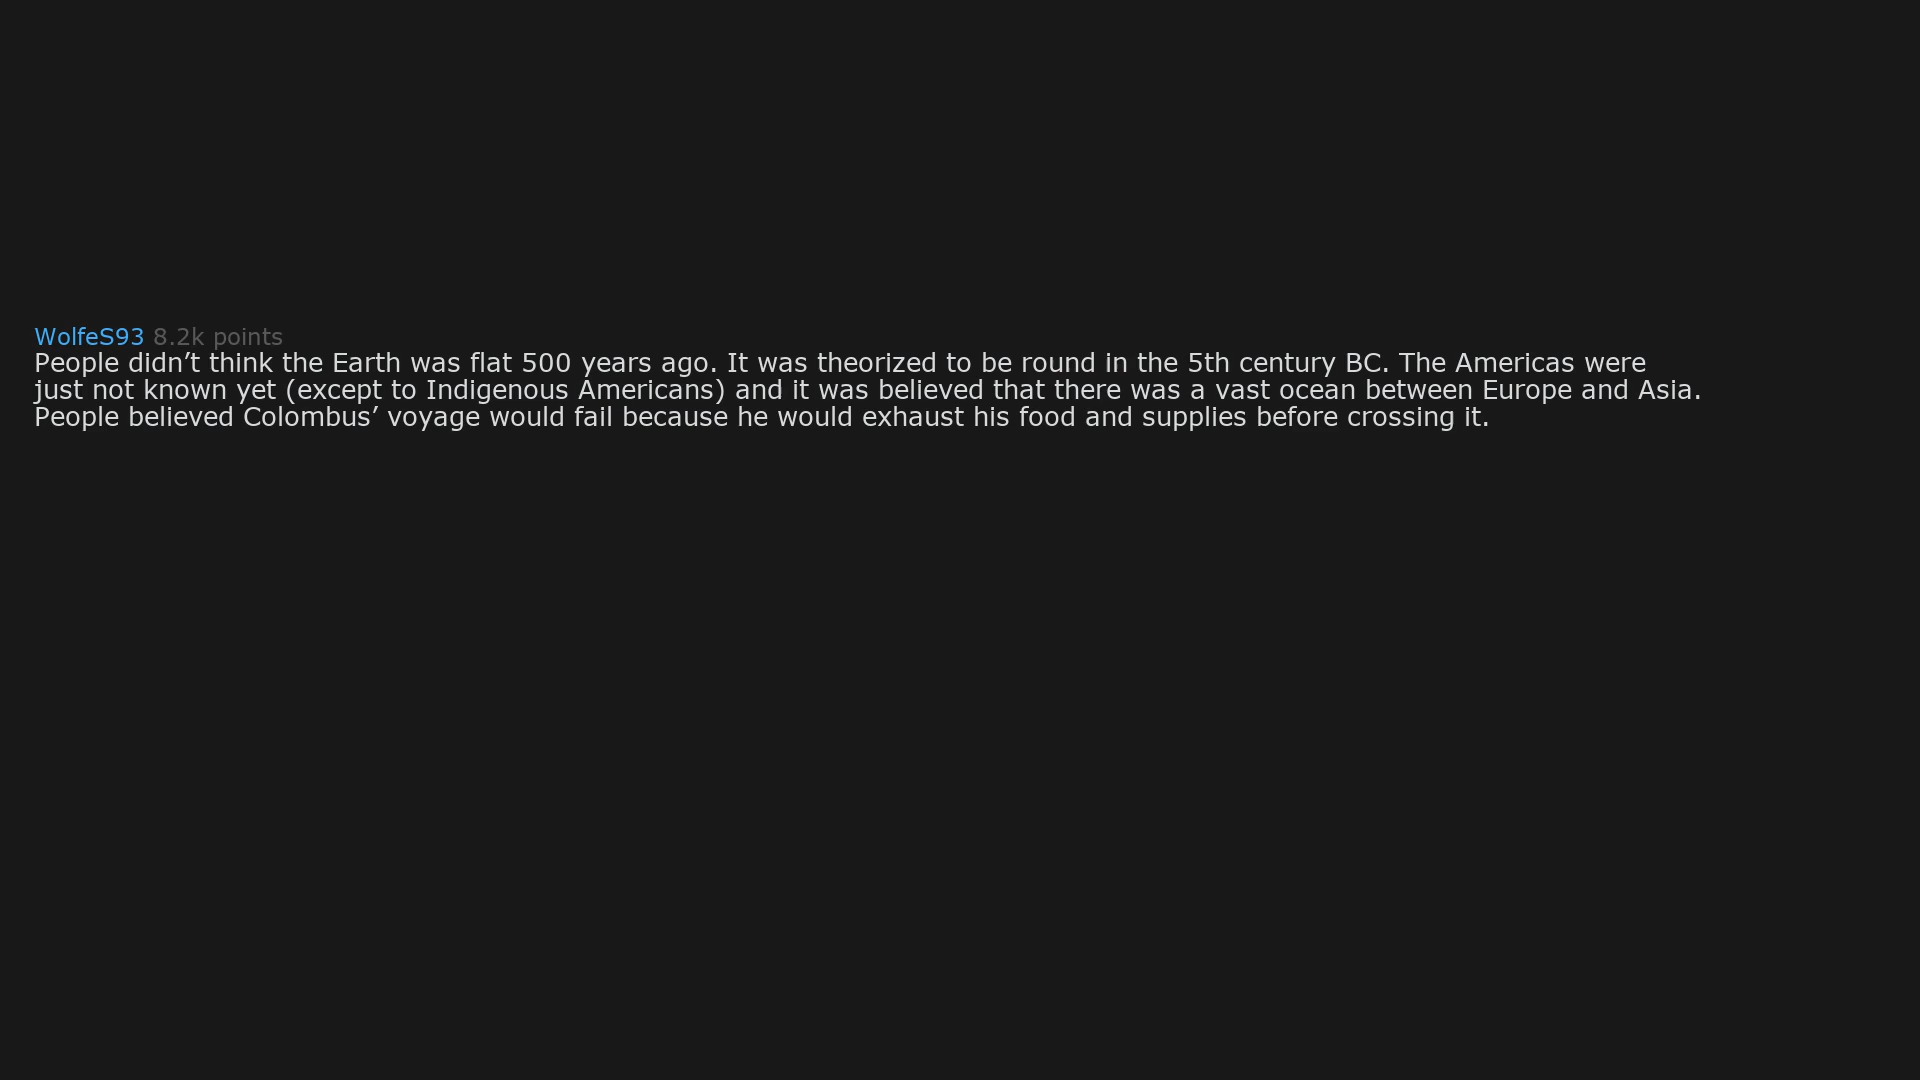 WolfeS93 8.2k points
People didn’t think the Earth was flat 500 years ago. It was theorized to be round in the 5th century BC. The Americas were
just not known yet (except to Indigenous Americans) and it was believed that there was a vast ocean between Europe and Asia.
People believed Colombus’ voyage would fail because he would exhaust his food and supplies before crossing it.